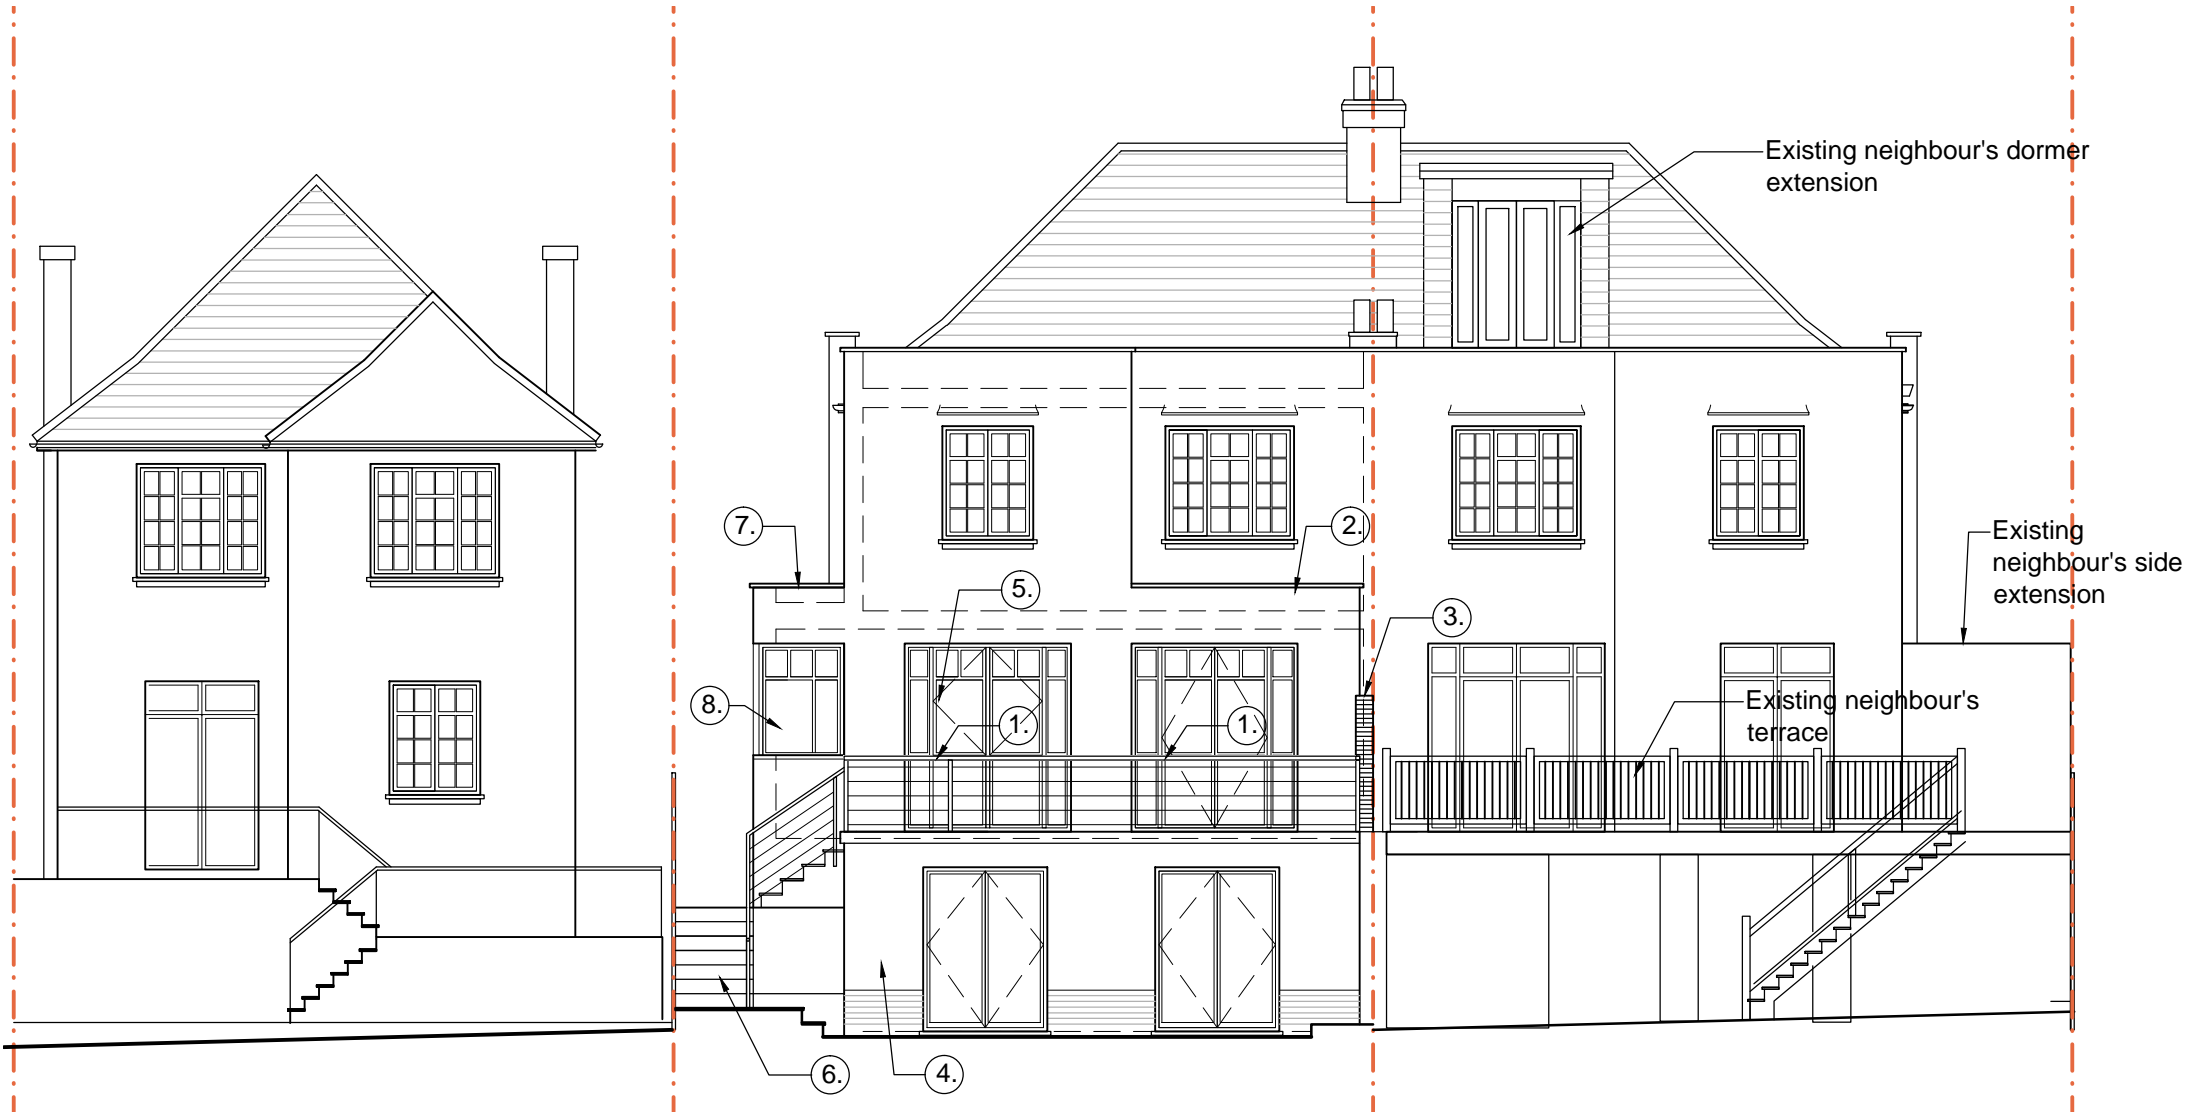 Existing neighbour's dormer
extension
7.
2.
Existing
neighbour's side
extension
5.
3.
8.
1.
1.
Existing neighbour's
terrace
6.
4.